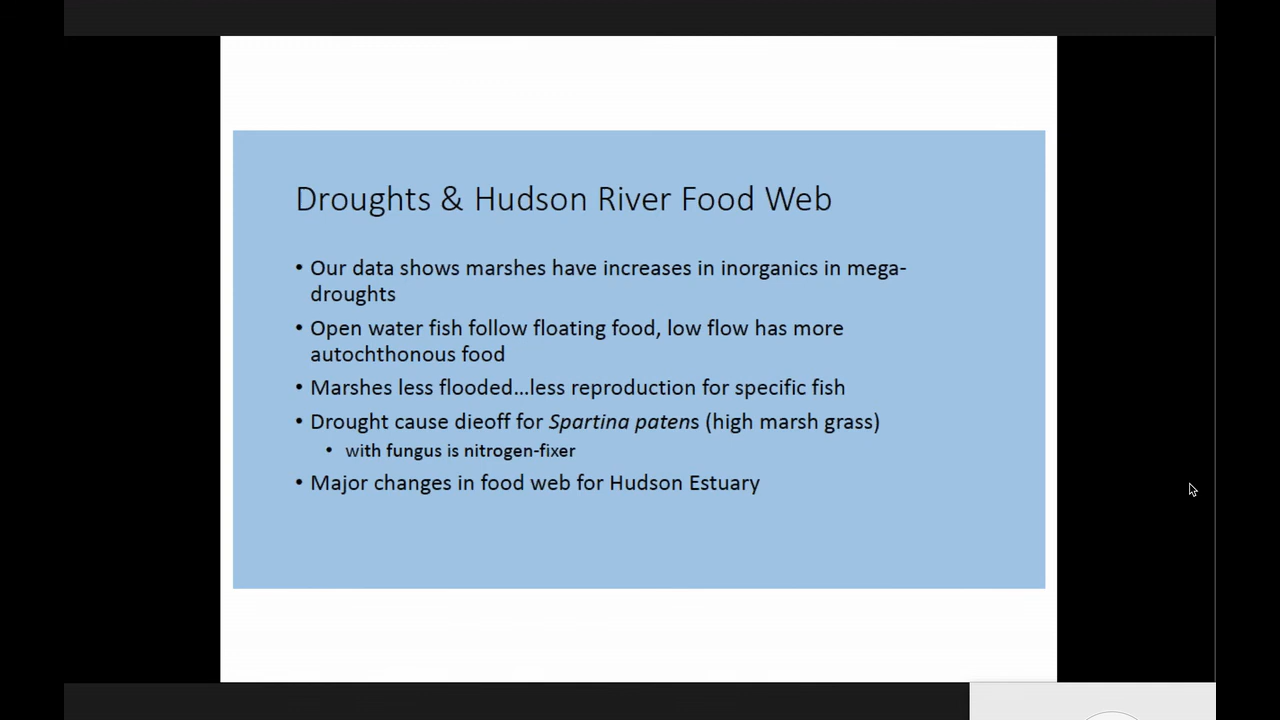 Droughts & Hudson River Food Web
• Our data shows marshes have increases in inorganics in mega-
droughts
• Open water fish follow floating food, low flow has more
autochthonous food
• Marshes less flooded...less reproduction for specific fish
• Drought cause dieoff for Spartina patens (high marsh grass)
• with fungus is nitrogen-fixer
• Major changes in food web for Hudson Estuary